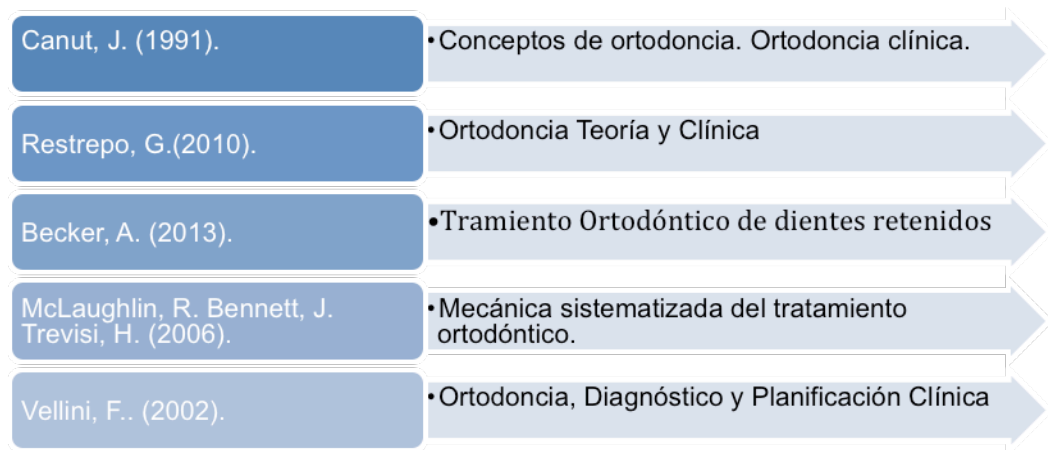 Canut, J. (1991).
•Conceptos de ortodoncia. Ortodoncia clínica.
Restrepo, G.(2010).
•Ortodoncia Teoría y Clínica
Becker, A. (2013).
•Tramiento Ortodóntico de dientes retenidos
McLaughlin, R. Bennett, J.
Trevisi, H. (2006).
•Mecánica sistematizada del tratamiento
ortodóntico.
Vellini, F.. (2002).
•Ortodoncia, Diagnóstico y Planificación Clínica